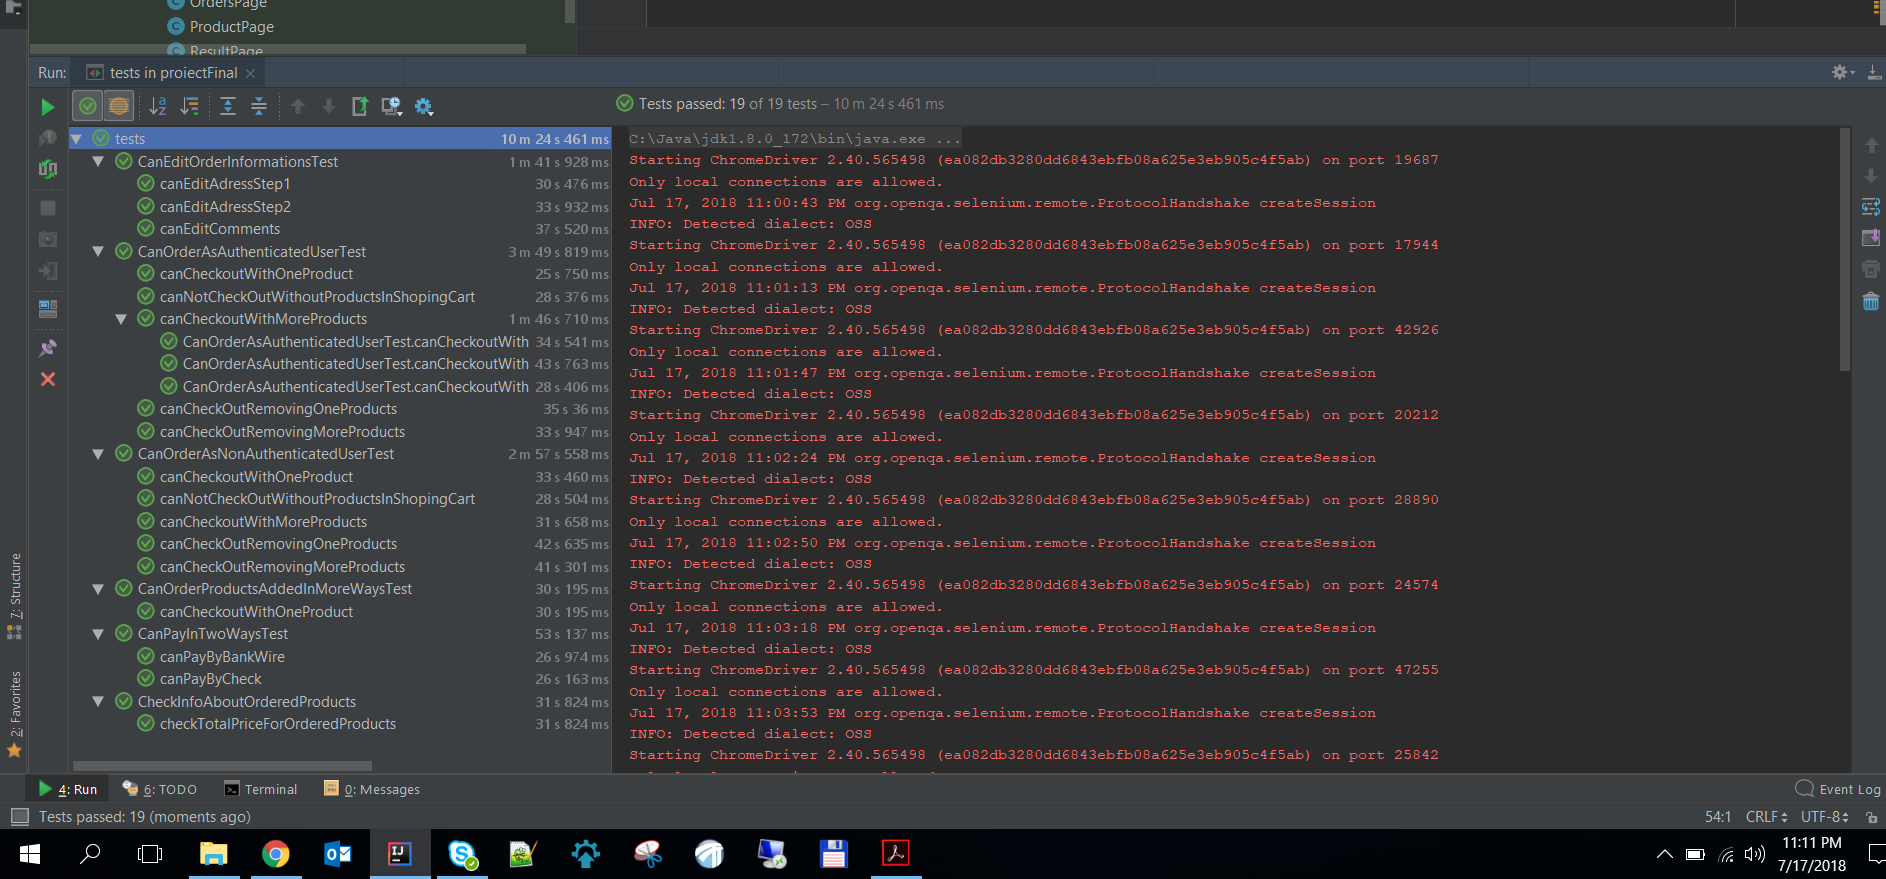 OrdersPage
ProductPage
ResultPage
Run: tests in proiectFinal
Tests passed: 19 of 19 tests – 10 m 24 s 461 ms
tests 10 m 24 s 461 ms
CanEditOrderInformationsTest 1 m 41 s 928 ms
canEditAdressStep1 30 s 476 ms
canEditAdressStep2 33 s 932 ms
canEditComments 37 s 520 ms
CanOrderAsAuthenticatedUserTest 3 m 49 s 819 ms
canCheckoutWithOneProduct 25 s 750 ms
canNotCheckOutWithoutProductsInShopingCart 28 s 376 ms
canCheckoutWithMoreProducts 1 m 46 s 710 ms
CanOrderAsAuthenticatedUserTest.canCheckoutWith 34 s 541 ms
CanOrderAsAuthenticatedUserTest.canCheckoutWith 43 s 763 ms
CanOrderAsAuthenticatedUserTest.canCheckoutWith 28 s 406 ms
canCheckOutRemovingOneProducts 35 s 36 ms
canCheckOutRemovingMoreProducts 33 s 947 ms
CanOrderAsNonAuthenticatedUserTest 2 m 57 s 558 ms
canCheckoutWithOneProduct 33 s 460 ms
canNotCheckOutWithoutProductsInShopingCart 28 s 504 ms
canCheckoutWithMoreProducts 31 s 658 ms
canCheckOutRemovingOneProducts 42 s 635 ms
canCheckOutRemovingMoreProducts 41 s 301 ms
CanOrderProductsAddedInMoreWaysTest 30 s 195 ms
canCheckoutWithOneProduct 30 s 195 ms
CanPayInTwoWaysTest 53 s 137 ms
canPayByBankWire 26 s 974 ms
canPayByCheck 26 s 163 ms
CheckInfoAboutOrderedProducts 31 s 824 ms
checkTotalPriceForOrderedProducts 31 s 824 ms
C:\Java\jdk1.8.0_172\bin\java.exe ...
Starting ChromeDriver 2.40.565498 (ea082db3280dd6843ebfb08a625e3eb905c4f5ab) on port 19687
Only local connections are allowed.
Jul 17, 2018 11:00:43 PM org.openqa.selenium.remote.ProtocolHandshake createSession
INFO: Detected dialect: OSS
Starting ChromeDriver 2.40.565498 (ea082db3280dd6843ebfb08a625e3eb905c4f5ab) on port 17944
Only local connections are allowed.
Jul 17, 2018 11:01:13 PM org.openqa.selenium.remote.ProtocolHandshake createSession
INFO: Detected dialect: OSS
Starting ChromeDriver 2.40.565498 (ea082db3280dd6843ebfb08a625e3eb905c4f5ab) on port 42926
Only local connections are allowed.
Jul 17, 2018 11:01:47 PM org.openqa.selenium.remote.ProtocolHandshake createSession
INFO: Detected dialect: OSS
Starting ChromeDriver 2.40.565498 (ea082db3280dd6843ebfb08a625e3eb905c4f5ab) on port 20212
Only local connections are allowed.
Jul 17, 2018 11:02:24 PM org.openqa.selenium.remote.ProtocolHandshake createSession
INFO: Detected dialect: OSS
Starting ChromeDriver 2.40.565498 (ea082db3280dd6843ebfb08a625e3eb905c4f5ab) on port 28890
Only local connections are allowed.
Jul 17, 2018 11:02:50 PM org.openqa.selenium.remote.ProtocolHandshake createSession
INFO: Detected dialect: OSS
Starting ChromeDriver 2.40.565498 (ea082db3280dd6843ebfb08a625e3eb905c4f5ab) on port 24574
Only local connections are allowed.
Jul 17, 2018 11:03:18 PM org.openqa.selenium.remote.ProtocolHandshake createSession
INFO: Detected dialect: OSS
Starting ChromeDriver 2.40.565498 (ea082db3280dd6843ebfb08a625e3eb905c4f5ab) on port 47255
Only local connections are allowed.
Jul 17, 2018 11:03:53 PM org.openqa.selenium.remote.ProtocolHandshake createSession
INFO: Detected dialect: OSS
Starting ChromeDriver 2.40.565498 (ea082db3280dd6843ebfb08a625e3eb905c4f5ab) on port 25842
7: Structure
2: Favorites
4: Run 6: TODO Terminal 0: Messages Event Log
Tests passed: 19 (moments ago) 54:1 CRLF UTF-8
11:11 PM
7/17/2018